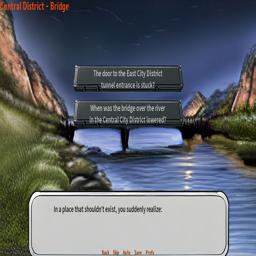 Central District - Bridge
The door to the East City District
tunnel entrance is stuck?
When was the bridge over the river
in the Central City District lowered?
In a place that shouldn't exist, you suddenly realize:
Back Skip Auto Save Prefs